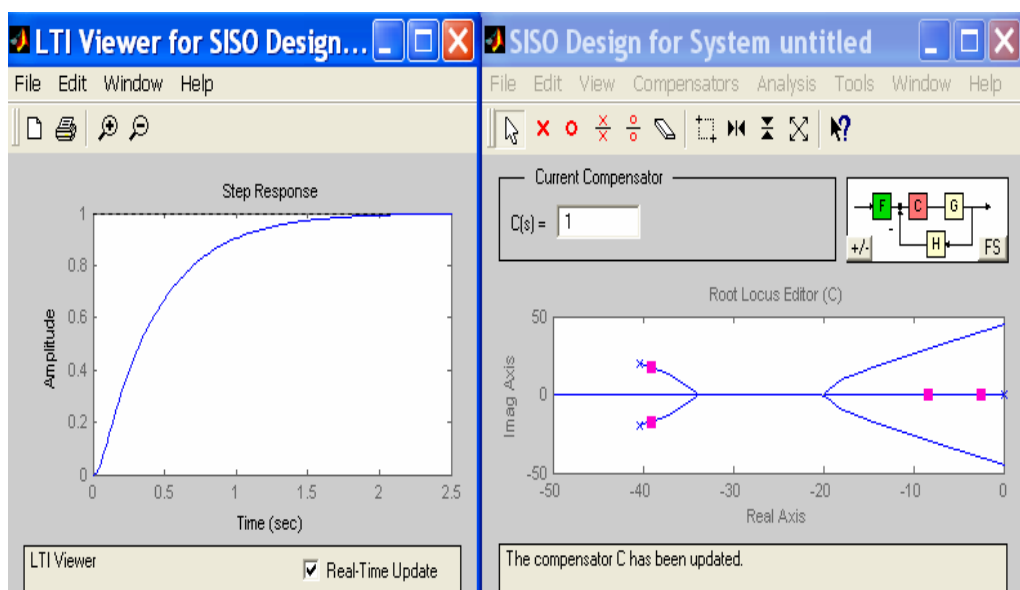 LTI Viewer for SISO Design...
File Edit Window Help
Step Response
1
0.8
0.6
0.4
0.2
0
Amplitude
0 0.5 1 1.5 2 2.5
Time (sec)
LTI Viewer
Real-Time Update
SISO Design for System untitled
File Edit View Compensators Analysis Tools Window Help
Current Compensator
C(s) = 1
F C G
-
H
+/-
FS
Root Locus Editor (C)
50
0
-50
Imag Axis
-50 -40 -30 -20 -10 0
Real Axis
The compensator C has been updated.